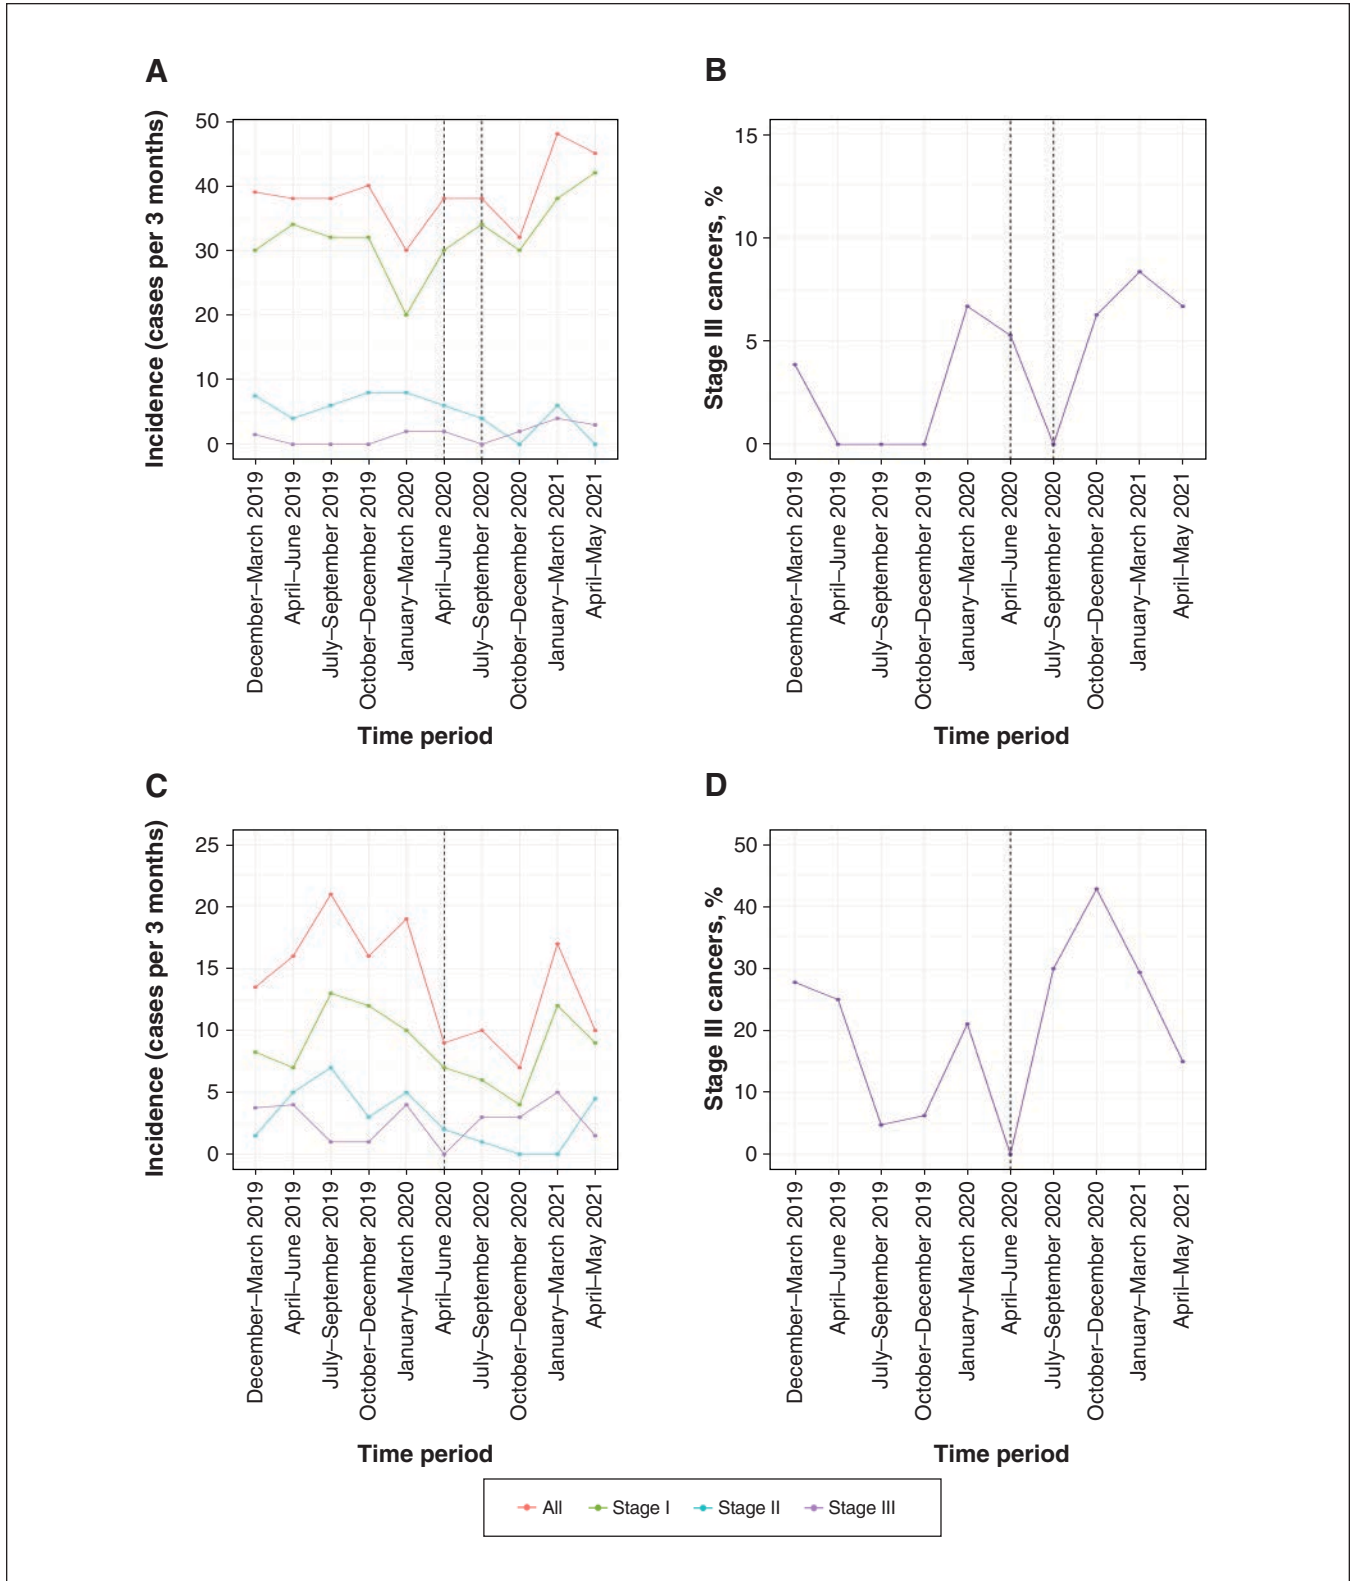 A
Incidence (cases per 3 months)
50
40
30
20
10
0
December–March 2019
April–June 2019
July–September 2019
October–December 2019
January–March 2020
April–June 2020
July–September 2020
October–December 2020
January–March 2021
April–May 2021
Time period
B
Stage III cancers, %
15
10
5
0
December–March 2019
April–June 2019
July–September 2019
October–December 2019
January–March 2020
April–June 2020
July–September 2020
October–December 2020
January–March 2021
April–May 2021
Time period
C
Incidence (cases per 3 months)
25
20
15
10
5
0
December–March 2019
April–June 2019
July–September 2019
October–December 2019
January–March 2020
April–June 2020
July–September 2020
October–December 2020
January–March 2021
April–May 2021
Time period
D
Stage III cancers, %
50
40
30
20
10
0
December–March 2019
April–June 2019
July–September 2019
October–December 2019
January–March 2020
April–June 2020
July–September 2020
October–December 2020
January–March 2021
April–May 2021
Time period
All Stage I Stage II Stage III